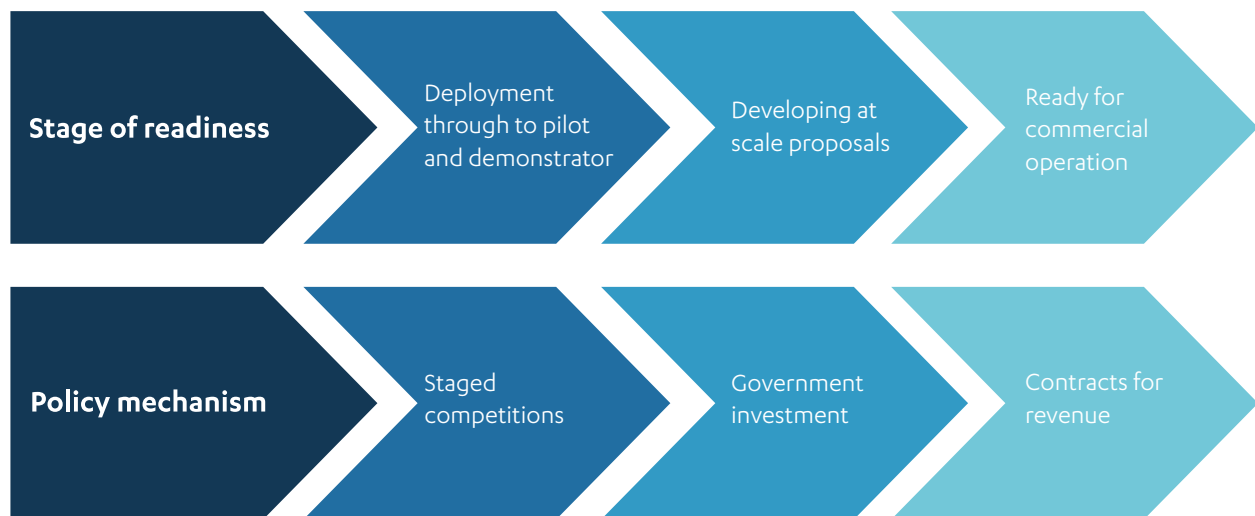 Stage of readiness
Deployment
through to pilot
and demonstrator
Developing at
scale proposals
Ready for
commercial
operation
Policy mechanism
Staged
competitions
Government
investment
Contracts for
revenue